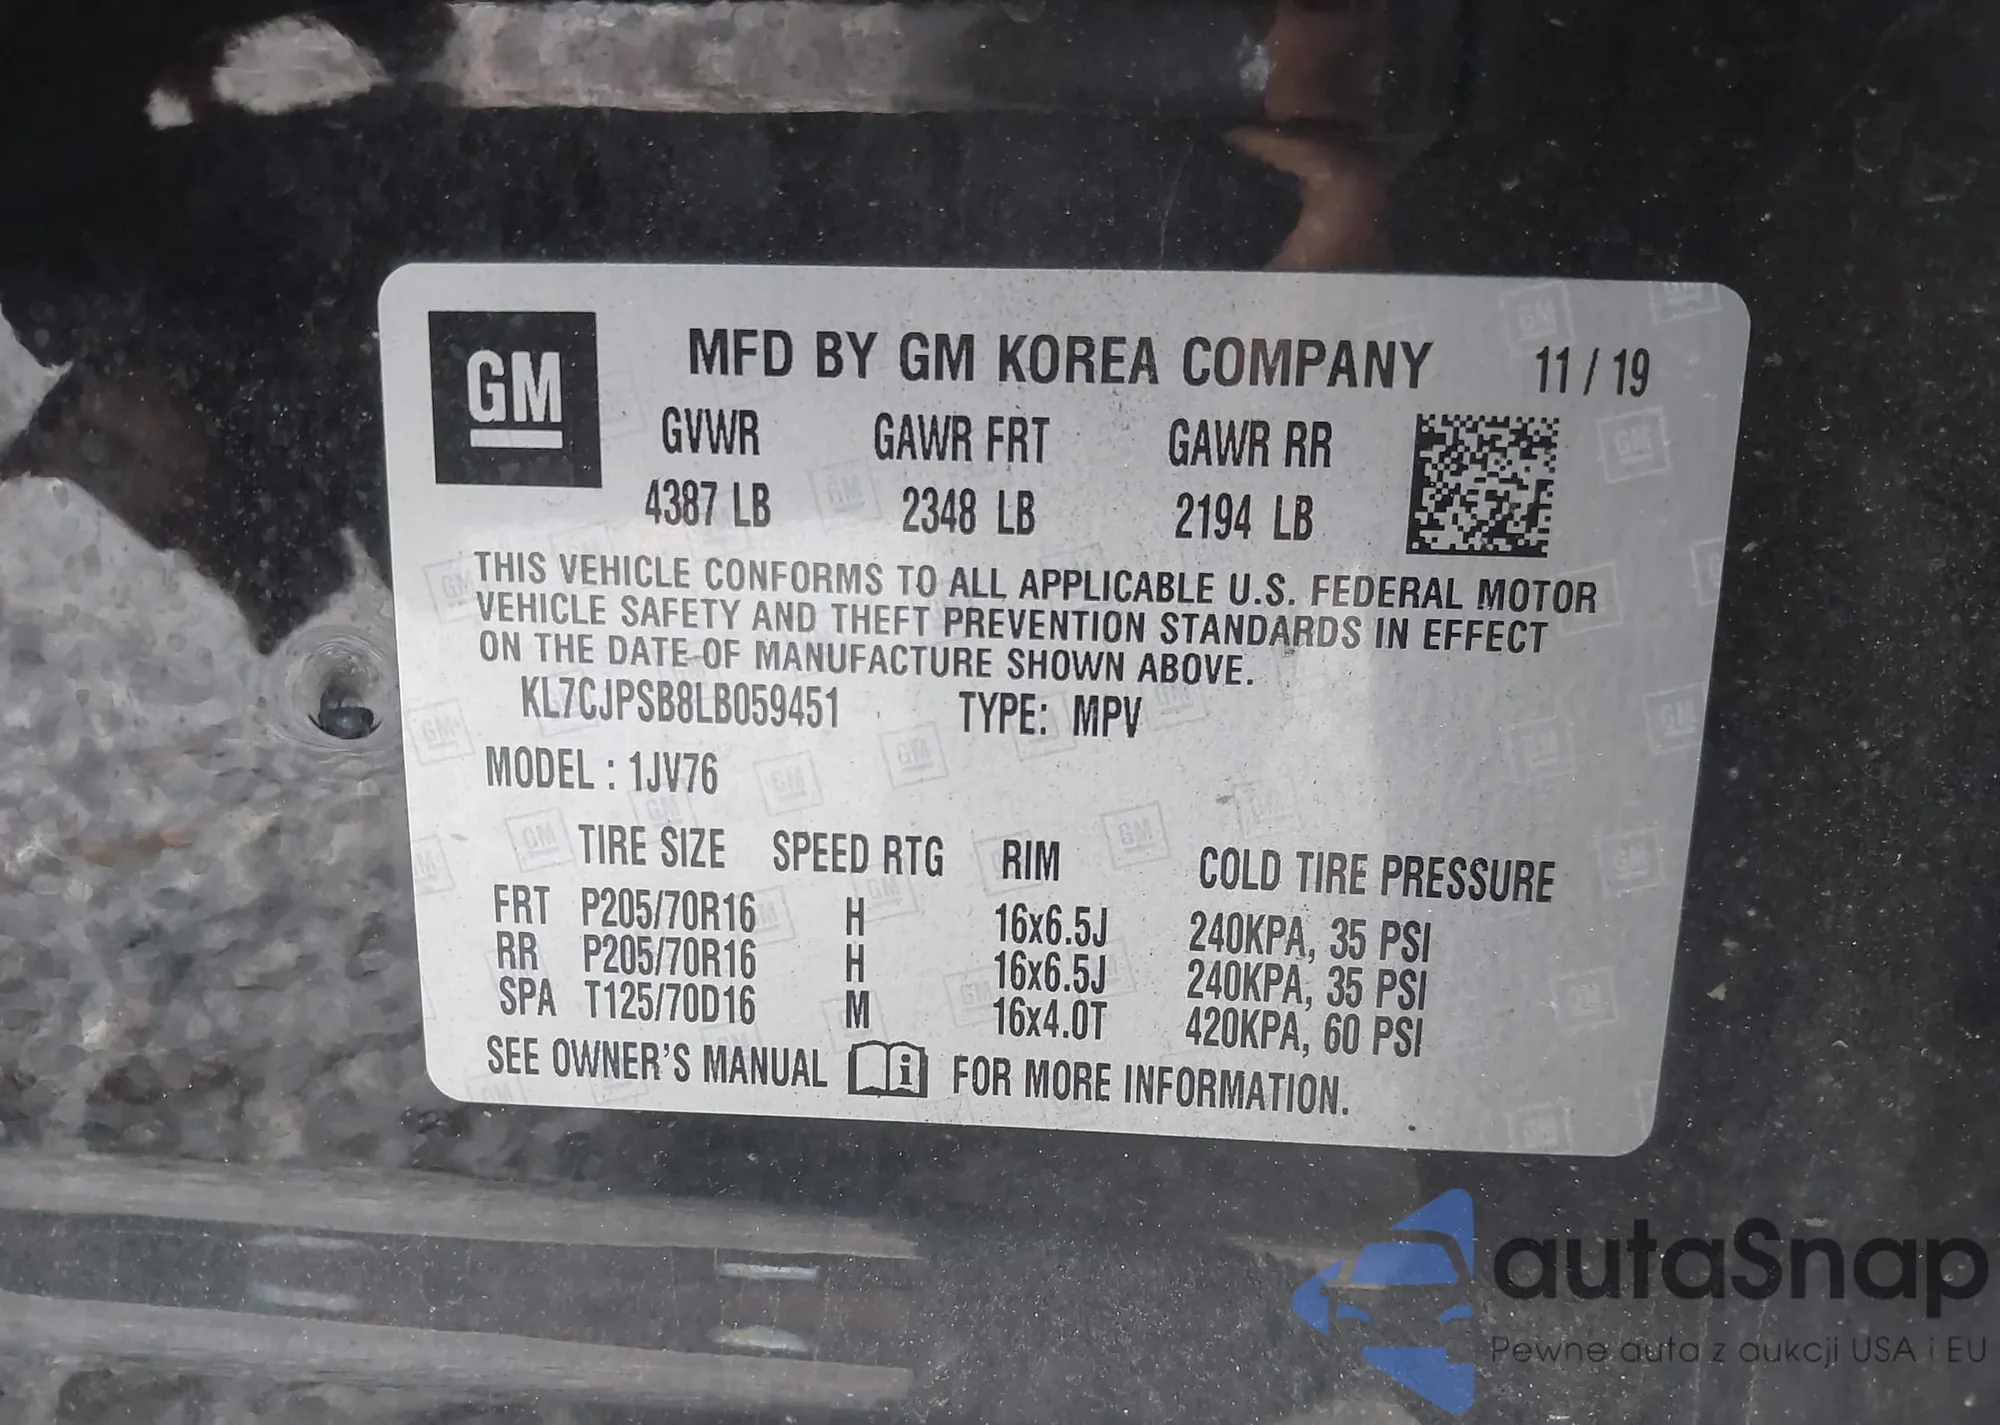 GM
MFD BY GM KOREA COMPANY 11 / 19
GVWR GAWR FRT GAWR RR
4387 LB 2348 LB 2194 LB
THIS VEHICLE CONFORMS TO ALL APPLICABLE U.S. FEDERAL MOTOR
VEHICLE SAFETY AND THEFT PREVENTION STANDARDS IN EFFECT
ON THE DATE OF MANUFACTURE SHOWN ABOVE.
KL7CJPSB8LB059451 TYPE: MPV
MODEL : 1JV76
TIRE SIZE SPEED RTG RIM COLD TIRE PRESSURE
FRT P205/70R16 H 16x6.5J 240KPA, 35 PSI
RR P205/70R16 H 16x6.5J 240KPA, 35 PSI
SPA T125/70D16 M 16x4.0T 420KPA, 60 PSI
SEE OWNER'S MANUAL i FOR MORE INFORMATION.
autaSnap
Pewne auta z aukcji USA i EU